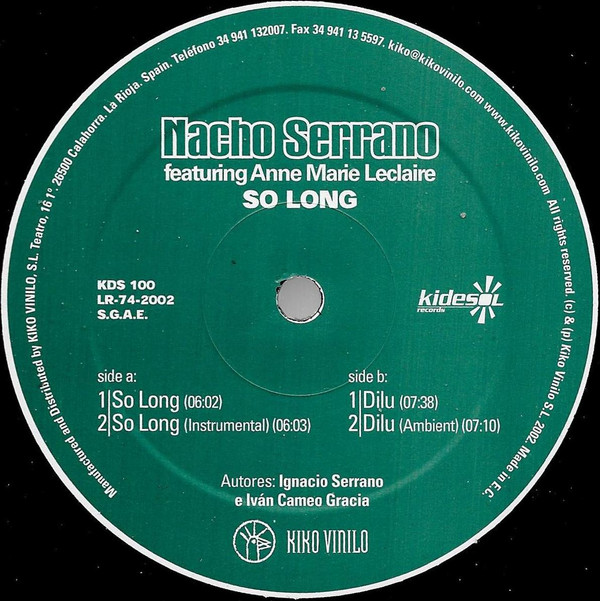 Manufactured and Distributed by KIKO VINILO, S.L. Teatro, 16 1º. 26500 Calahorra. La Rioja. Spain. Teléfono 34 941 132007. Fax 34 941 13 5597. kiko@kikovinilo.com www.kikovinilo.com All rights reserved. (c) & (p) Kiko Vinilo S.L. 2002. Made in E.C.
Nacho Serrano
featuring Anne Marie Leclaire
SO LONG
KDS 100
LR-74-2002
S.G.A.E.
kidesol
records
side a:
1|So Long (06:02)
2|So Long (Instrumental) (06:03)
side b:
1|Dilu (07:38)
2|Dilu (Ambient) (07:10)
Autores: Ignacio Serrano
e Iván Cameo Gracia
KIKO VINILO